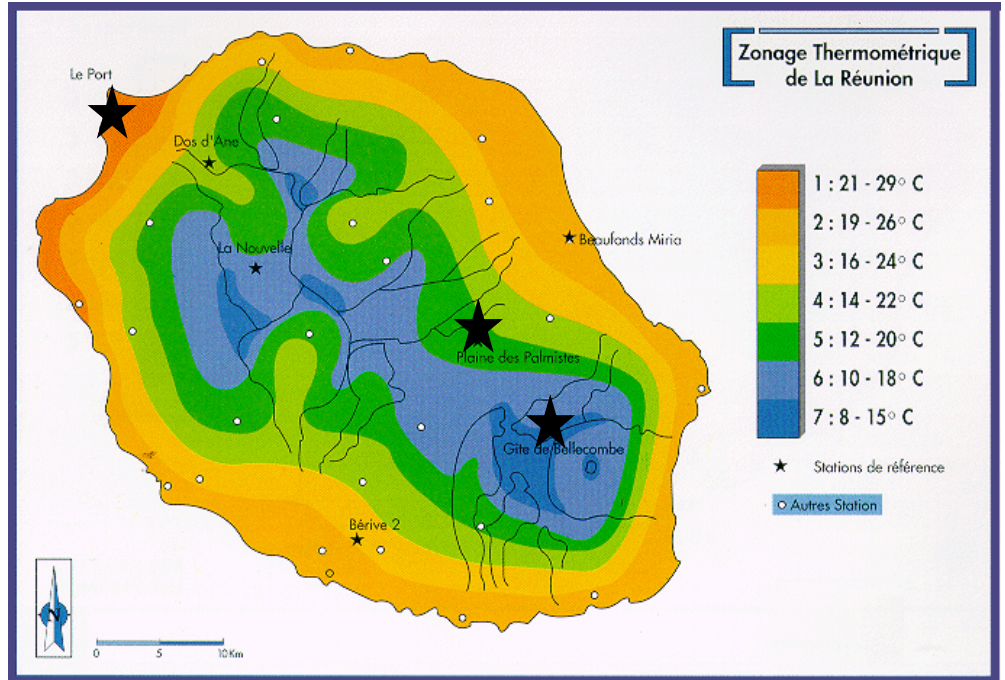 Zonage Thermométrique
de La Réunion
Le Port
Dos d'Ane
La Nouvelle
Beaufonds Miria
Plaine des Palmistes
Gîte de Bellecombe
Bérive 2
1 : 21 - 29° C
2 : 19 - 26° C
3 : 16 - 24° C
4 : 14 - 22° C
5 : 12 - 20° C
6 : 10 - 18° C
7 : 8 - 15° C
Stations de référence
Autres Station
N
0 5 10 Km